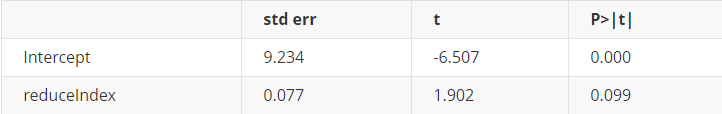 std err t P>|t|
Intercept 9.234 -6.507 0.000
reduceIndex 0.077 1.902 0.099